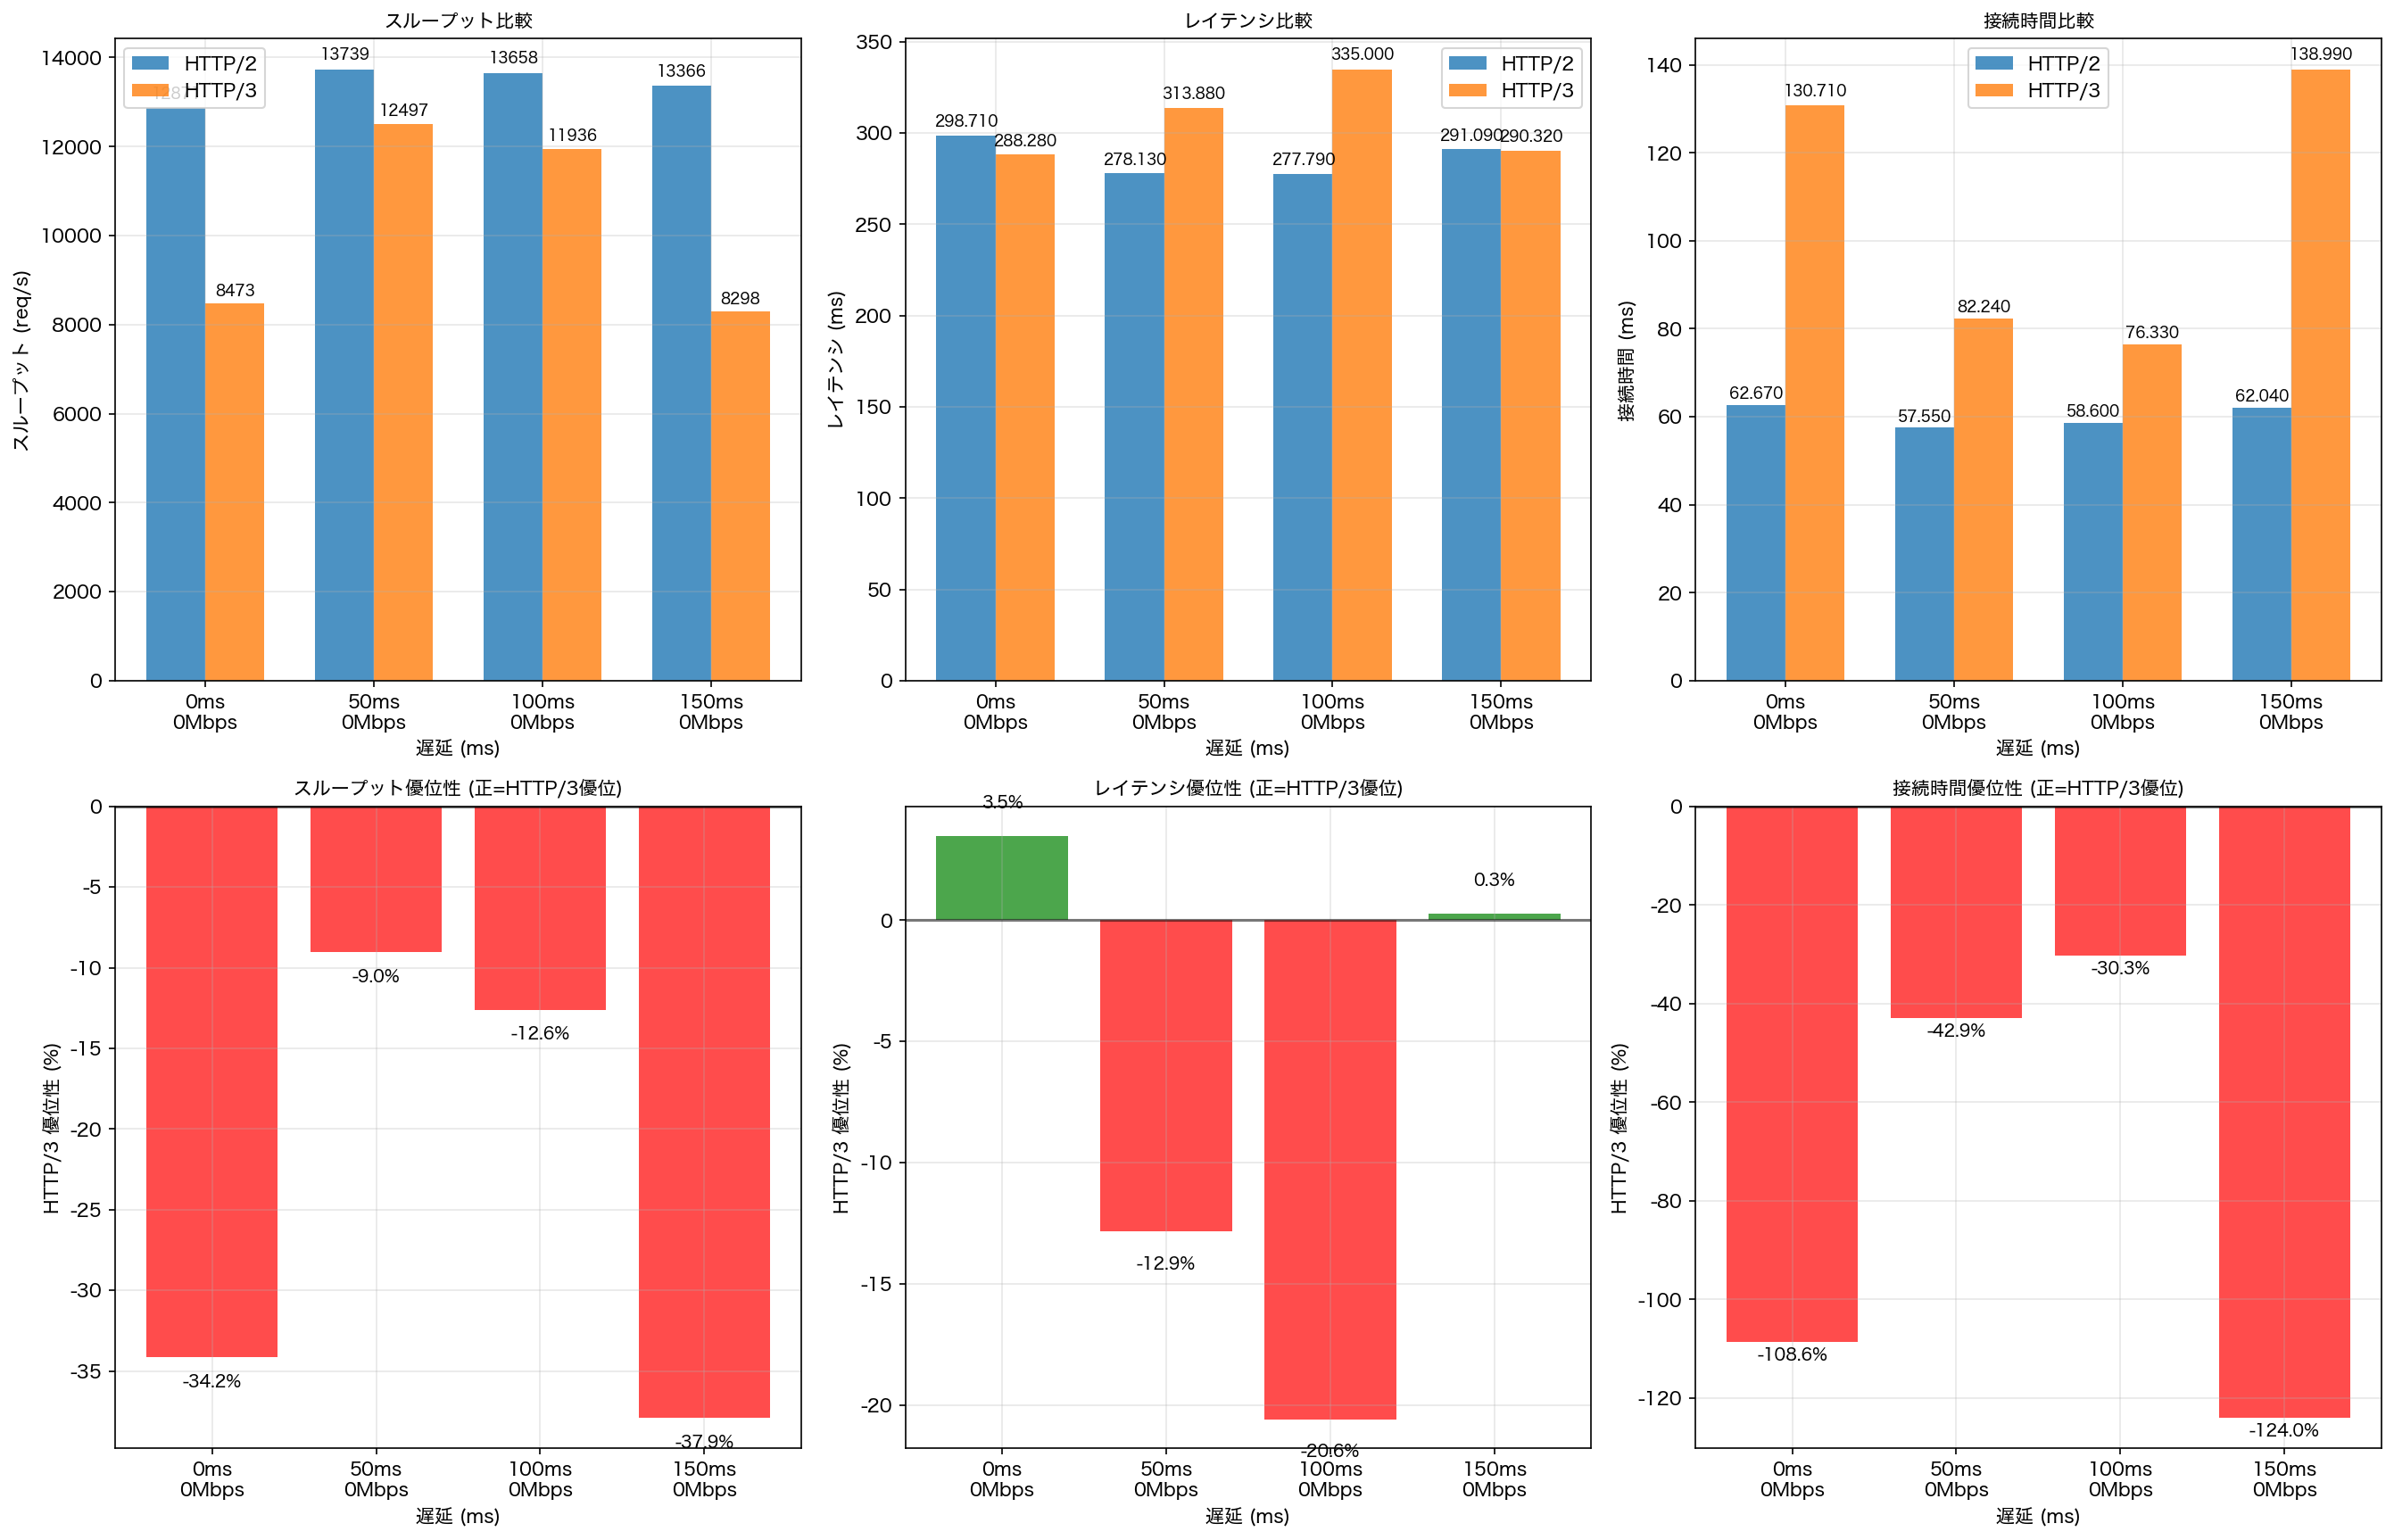 スループット比較
14000
12000
10000
8000
6000
4000
2000
0
スループット (req/s)
HTTP/2
HTTP/3
8473
13739
12497
13658
11936
13366
8298
0ms
0Mbps
50ms
0Mbps
100ms
0Mbps
150ms
0Mbps
遅延 (ms)
レイテンシ比較
350
300
250
200
150
100
50
0
レイテンシ (ms)
HTTP/2
HTTP/3
298.710
288.280
278.130
313.880
277.790
335.000
291.090
290.320
0ms
0Mbps
50ms
0Mbps
100ms
0Mbps
150ms
0Mbps
遅延 (ms)
接続時間比較
140
120
100
80
60
40
20
0
接続時間 (ms)
HTTP/2
HTTP/3
62.670
130.710
57.550
82.240
58.600
76.330
62.040
138.990
0ms
0Mbps
50ms
0Mbps
100ms
0Mbps
150ms
0Mbps
遅延 (ms)
スループット優位性 (正=HTTP/3優位)
0
-5
-10
-15
-20
-25
-30
-35
HTTP/3 優位性 (%)
-34.2%
-9.0%
-12.6%
-37.9%
0ms
0Mbps
50ms
0Mbps
100ms
0Mbps
150ms
0Mbps
遅延 (ms)
レイテンシ優位性 (正=HTTP/3優位)
0
-5
-10
-15
-20
HTTP/3 優位性 (%)
3.5%
-12.9%
-20.6%
0.3%
0ms
0Mbps
50ms
0Mbps
100ms
0Mbps
150ms
0Mbps
遅延 (ms)
接続時間優位性 (正=HTTP/3優位)
0
-20
-40
-60
-80
-100
-120
HTTP/3 優位性 (%)
-108.6%
-42.9%
-30.3%
-124.0%
0ms
0Mbps
50ms
0Mbps
100ms
0Mbps
150ms
0Mbps
遅延 (ms)